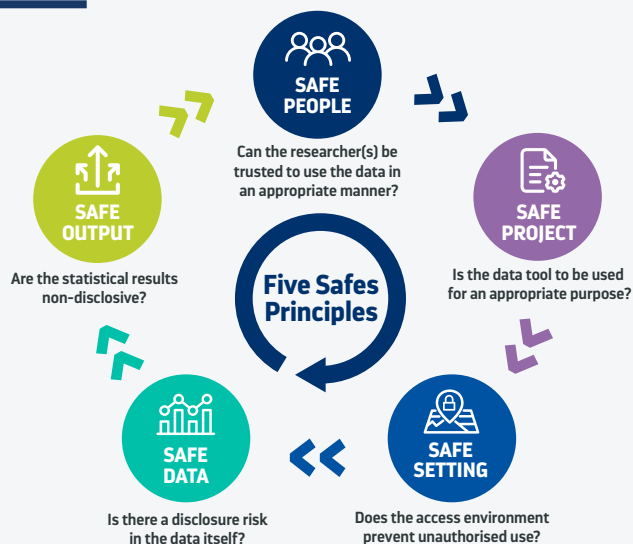 SAFE
PEOPLE
Can the researcher(s) be
trusted to use the data in
an appropriate manner?
SAFE
PROJECT
Is the data tool to be used
for an appropriate purpose?
SAFE
SETTING
Does the access environment
prevent unauthorised use?
SAFE
DATA
Is there a disclosure risk
in the data itself?
SAFE
OUTPUT
Are the statistical results
non-disclosive?
Five Safes
Principles